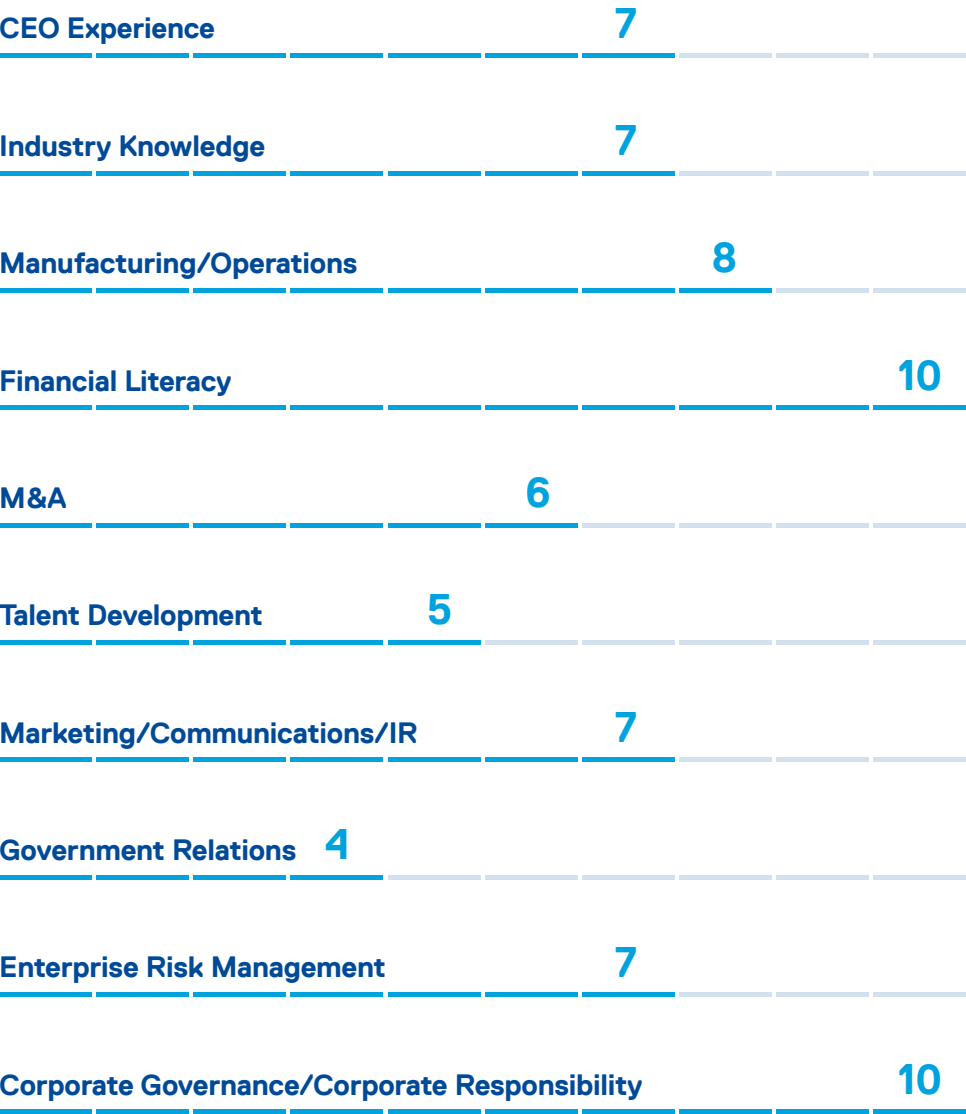 CEO Experience 7
Industry Knowledge 7
Manufacturing/Operations 8
Financial Literacy 10
M&A 6
Talent Development 5
Marketing/Communications/IR 7
Government Relations 4
Enterprise Risk Management 7
Corporate Governance/Corporate Responsibility 10